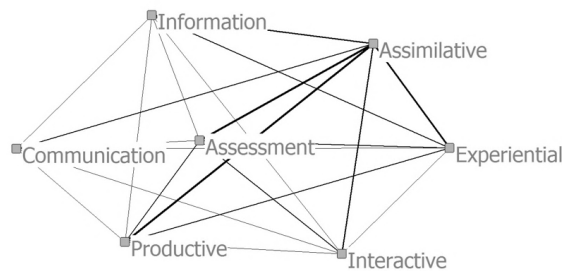 Information
Assimilative
Communication
Assessment
Experiential
Productive
Interactive